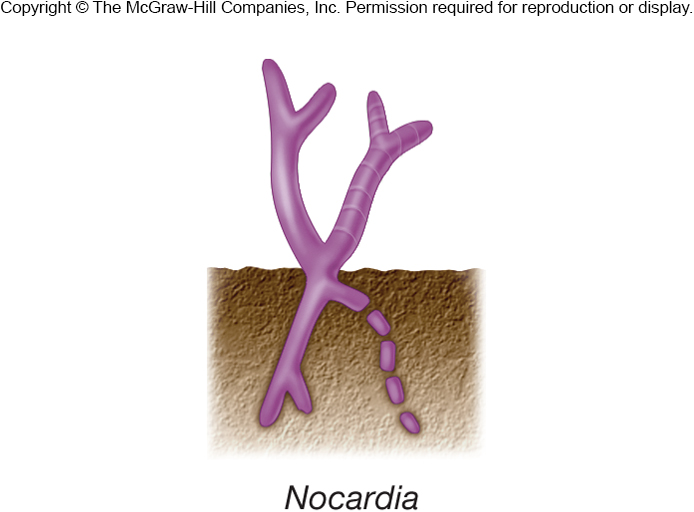 Copyright © The McGraw-Hill Companies, Inc. Permission required for reproduction or display.
Nocardia